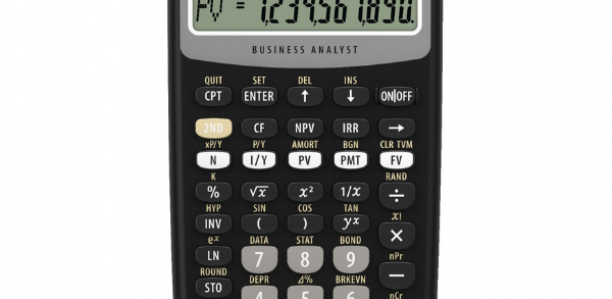 PV = 1,234,567,890.
BUSINESS ANALYST
QUIT SET DEL INS
CPT ENTER ↑ ↓ ON|OFF
2ND CF NPV IRR →
xP/Y P/Y AMORT BGN CLR TVM
N I/Y PV PMT FV
K RAND
% √x x² 1/x ÷
HYP SIN COS TAN x!
INV ( ) yˣ ×
eˣ DATA STAT BOND nPr
LN 7 8 9 −
ROUND DEPR Δ% BRKEVN nCr
STO 4 5 6